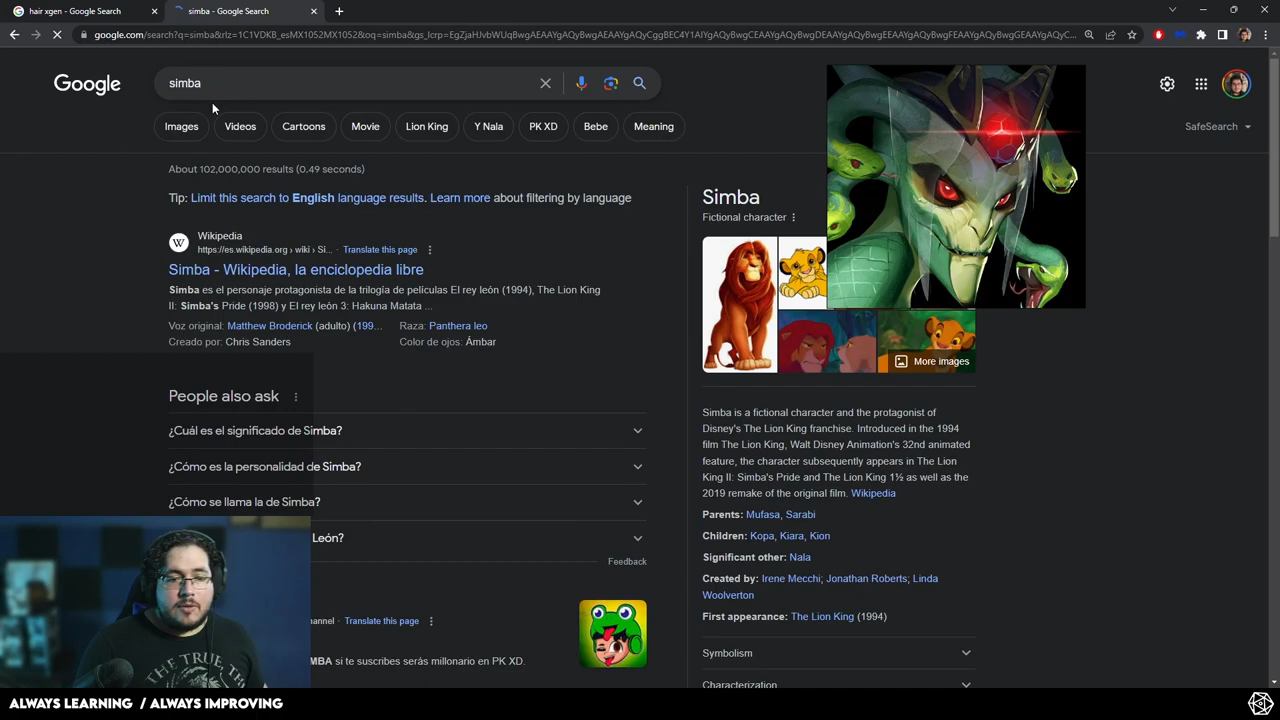 hair xgen - Google Search
simba - Google Search
google.com/search?q=simba&rlz=1C1VDKB_esMX1052MX1052&oq=simba&gs_lcrp=EgZjaHJvbWUqBwgAEAAYgAQyBwgAEAAYgAQyCggBEC4Y1AIYgAQyBwgCEAAYgAQyBwgDEAAYgAQyBwgEEAAYgAQyBwgFEAAYgAQyBwgGEAAYgAQyBwgHEAAYgAQyC...
Google
simba
Images
Videos
Cartoons
Movie
Lion King
Y Nala
PK XD
Bebe
Meaning
SafeSearch
About 102,000,000 results (0.49 seconds)
Tip: Limit this search to English language results. Learn more about filtering by language
W
Wikipedia
https://es.wikipedia.org › wiki › Si... · Translate this page
Simba - Wikipedia, la enciclopedia libre
Simba es el personaje protagonista de la trilogía de películas El rey león (1994), The Lion King
II: Simba's Pride (1998) y El rey león 3: Hakuna Matata ...
Voz original: Matthew Broderick (adulto) (199...
Raza: Panthera leo
Creado por: Chris Sanders
Color de ojos: Ámbar
People also ask
¿Cuál es el significado de Simba?
¿Cómo es la personalidad de Simba?
¿Cómo se llama la de Simba?
León?
Feedback
hannel · Translate this page
MBA si te suscribes serás millonario en PK XD.
Simba
Fictional character
More images
Simba is a fictional character and the protagonist of
Disney's The Lion King franchise. Introduced in the 1994
film The Lion King, Walt Disney Animation's 32nd animated
feature, the character subsequently appears in The Lion
King II: Simba's Pride and The Lion King 1½ as well as the
2019 remake of the original film. Wikipedia
Parents: Mufasa, Sarabi
Children: Kopa, Kiara, Kion
Significant other: Nala
Created by: Irene Mecchi; Jonathan Roberts; Linda
Woolverton
First appearance: The Lion King (1994)
Symbolism
Characterization
THE TRUE, TH
ALWAYS LEARNING / ALWAYS IMPROVING